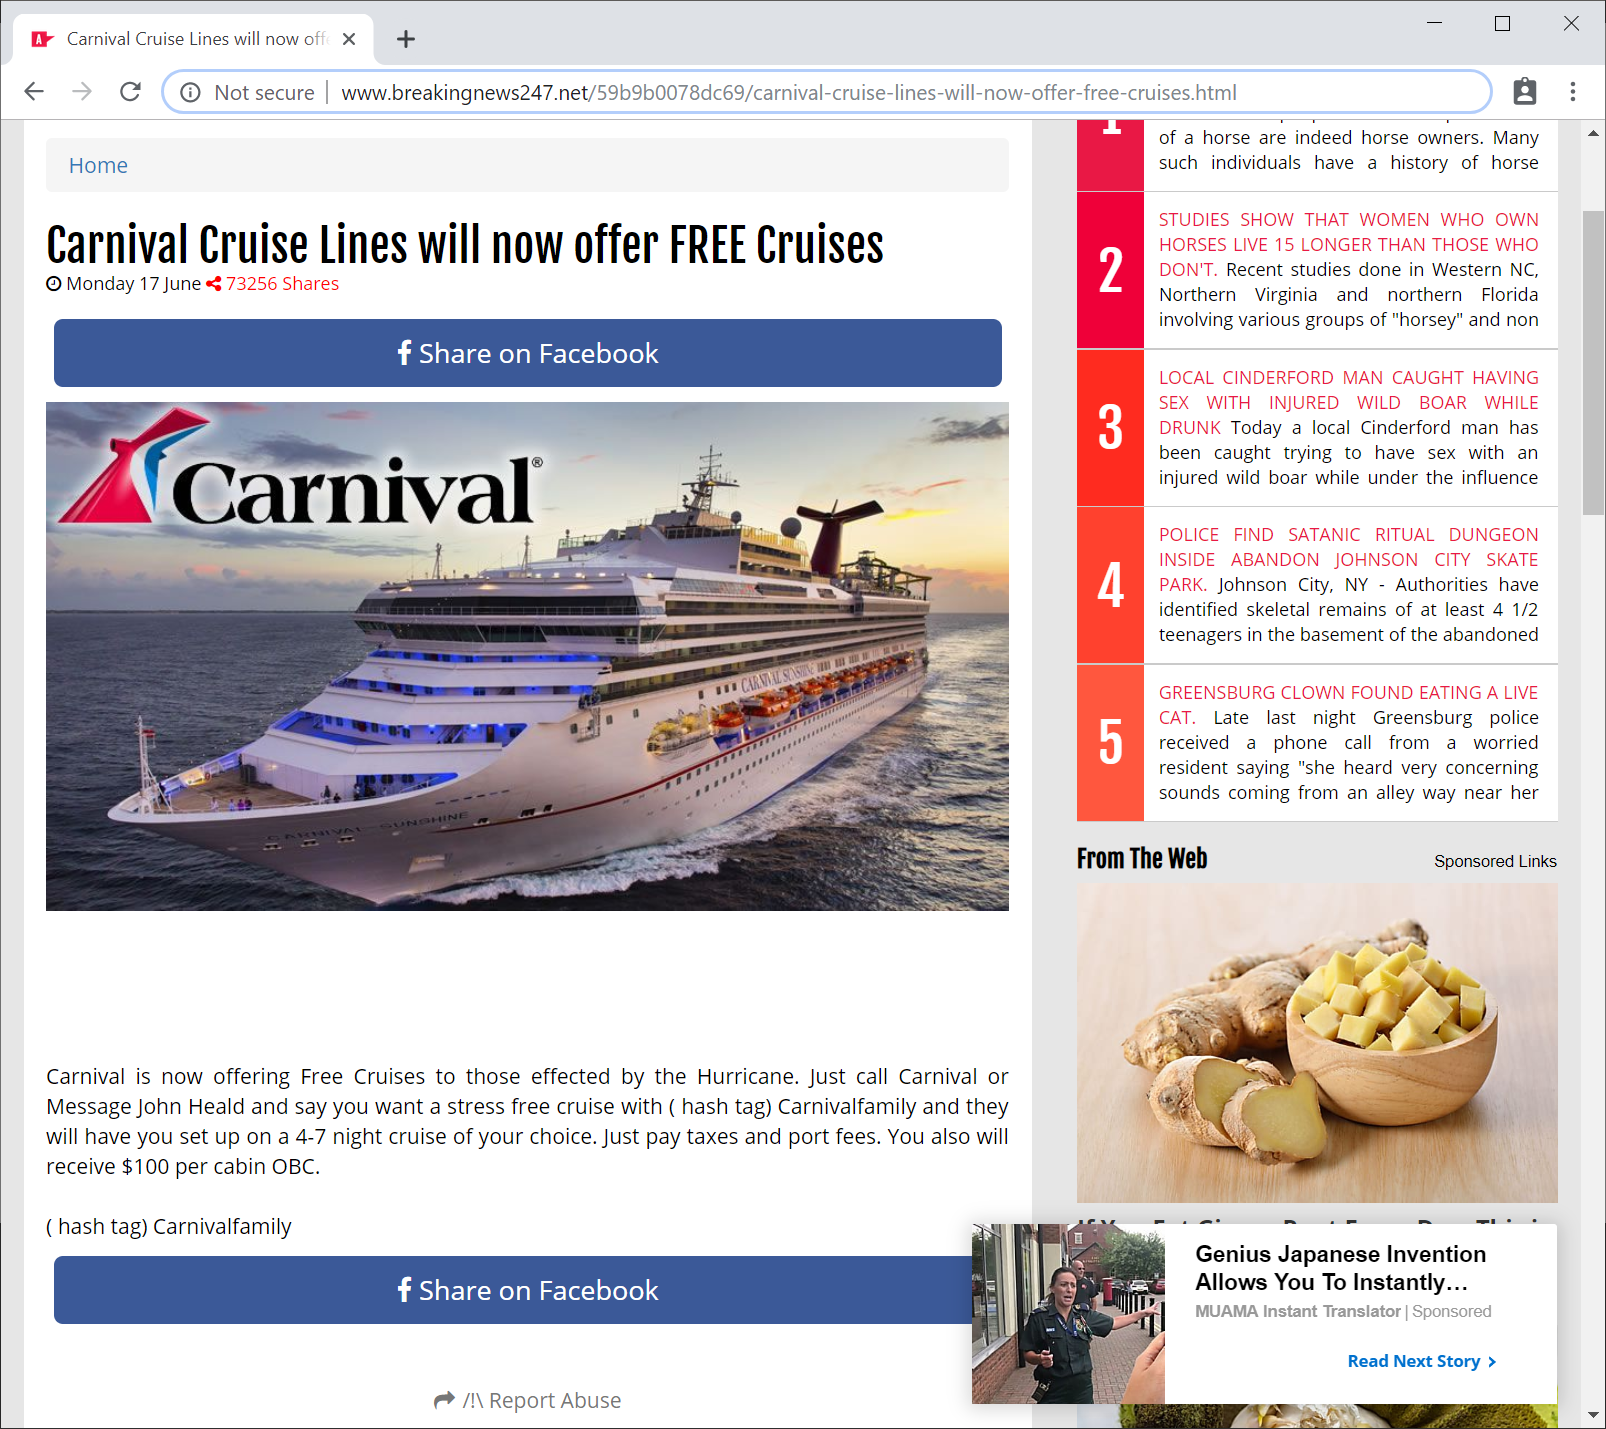 Carnival Cruise Lines will now off
Not secure
www.breakingnews247.net/59b9b0078dc69/carnival-cruise-lines-will-now-offer-free-cruises.html
Home
Carnival Cruise Lines will now offer FREE Cruises
Monday 17 June 73256 Shares
Share on Facebook
Carnival®
CARNIVAL SUNSHINE
CARNIVAL SUNSHINE
Carnival is now offering Free Cruises to those effected by the Hurricane. Just call Carnival or
Message John Heald and say you want a stress free cruise with ( hash tag) Carnivalfamily and they
will have you set up on a 4-7 night cruise of your choice. Just pay taxes and port fees. You also will
receive $100 per cabin OBC.
( hash tag) Carnivalfamily
Share on Facebook
/!\ Report Abuse
1
of a horse are indeed horse owners. Many
such individuals have a history of horse
2
STUDIES SHOW THAT WOMEN WHO OWN
HORSES LIVE 15 LONGER THAN THOSE WHO
DON'T. Recent studies done in Western NC,
Northern Virginia and northern Florida
involving various groups of "horsey" and non
3
LOCAL CINDERFORD MAN CAUGHT HAVING
SEX WITH INJURED WILD BOAR WHILE
DRUNK Today a local Cinderford man has
been caught trying to have sex with an
injured wild boar while under the influence
4
POLICE FIND SATANIC RITUAL DUNGEON
INSIDE ABANDON JOHNSON CITY SKATE
PARK. Johnson City, NY - Authorities have
identified skeletal remains of at least 4 1/2
teenagers in the basement of the abandoned
5
GREENSBURG CLOWN FOUND EATING A LIVE
CAT. Late last night Greensburg police
received a phone call from a worried
resident saying "she heard very concerning
sounds coming from an alley way near her
From The Web
Sponsored Links
Genius Japanese Invention
Allows You To Instantly...
MUAMA Instant Translator | Sponsored
Read Next Story